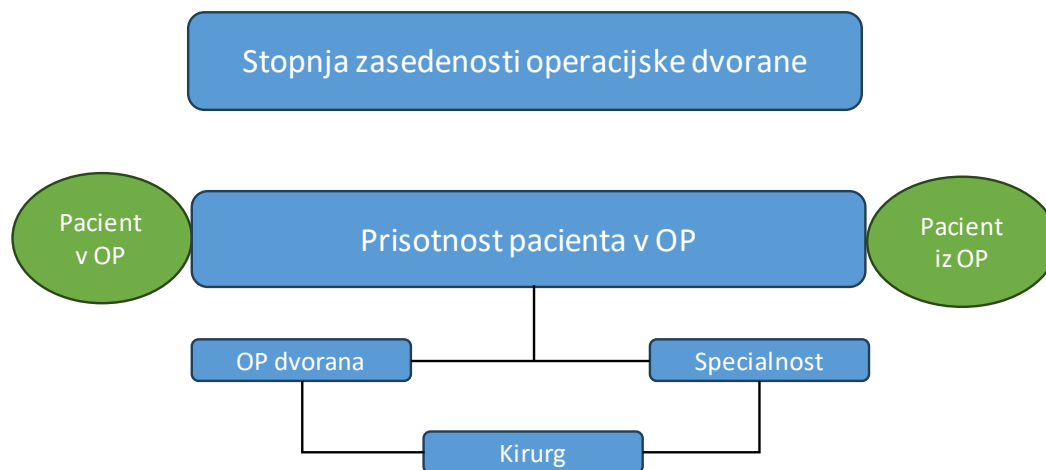 Stopnja zasedenosti operacijske dvorane
Pacient
v OP
Prisotnost pacienta v OP
Pacient
iz OP
OP dvorana
Specialnost
Kirurg